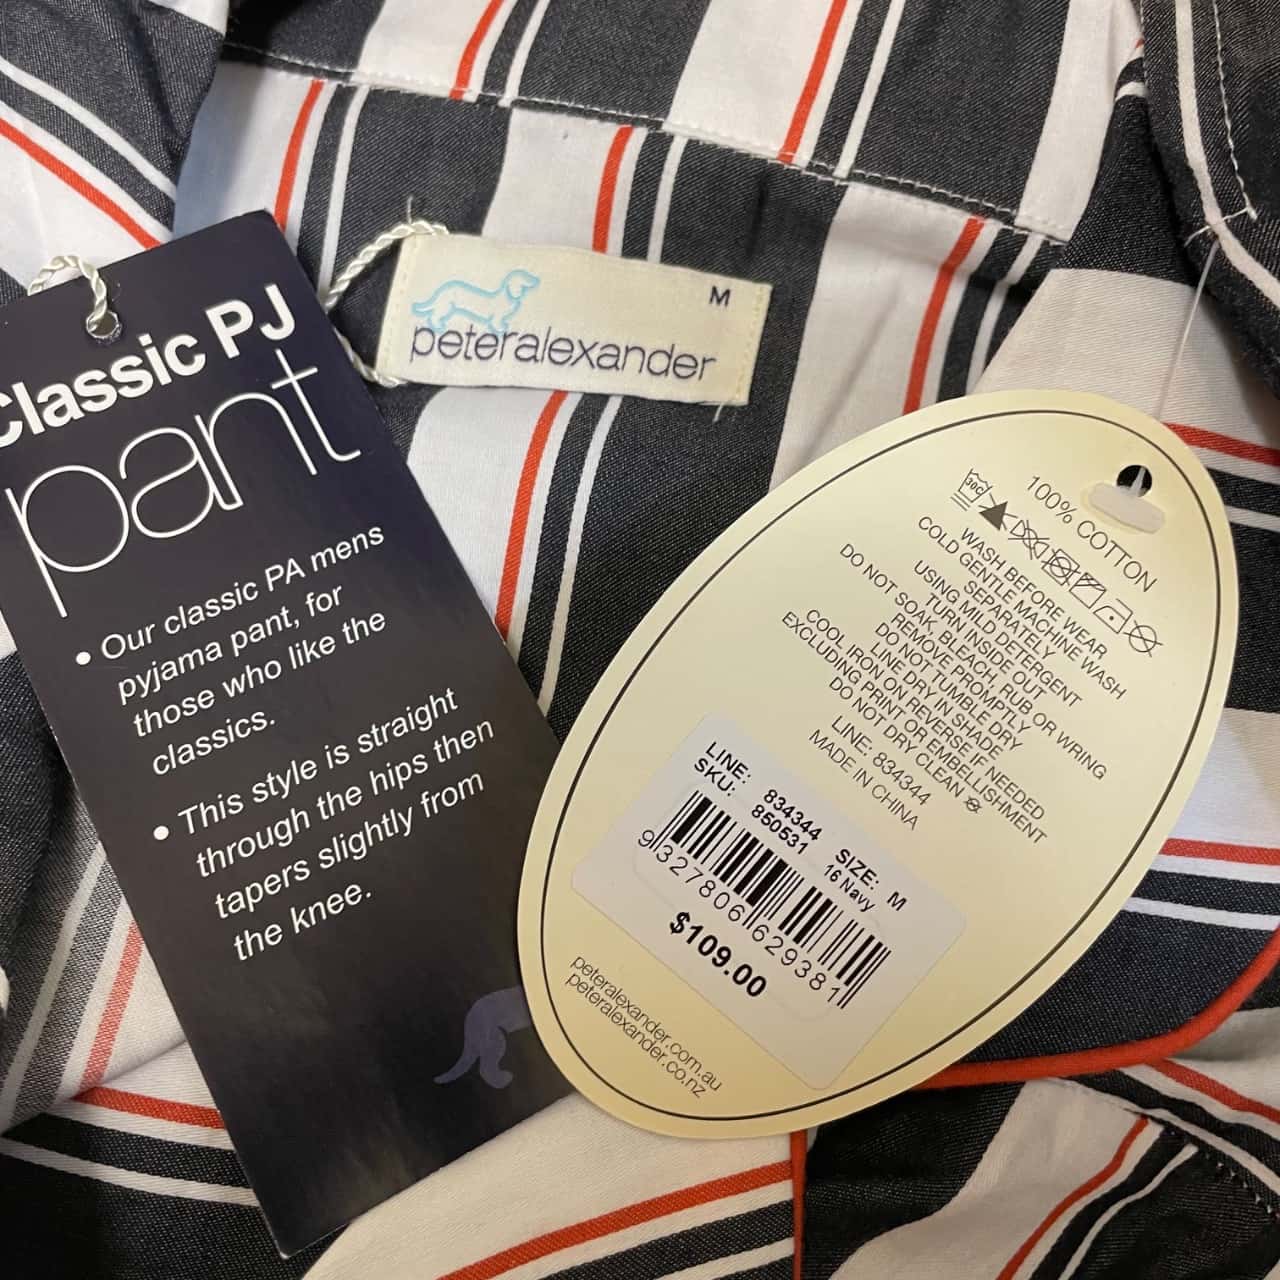 Classic PJ
pant
• Our classic PA mens
pyjama pant, for
those who like the
classics.
• This style is straight
through the hips then
tapers slightly from
the knee.
M
peteralexander
30C
100% COTTON
WASH BEFORE WEAR
COLD GENTLE MACHINE WASH
SEPARATELY
USING MILD DETERGENT
TURN INSIDE OUT
DO NOT SOAK, BLEACH, RUB OR WRING
REMOVE PROMPTLY
DO NOT TUMBLE DRY
LINE DRY IN SHADE
COOL IRON ON REVERSE IF NEEDED
EXCLUDING PRINT OR EMBELLISHMENT
DO NOT DRY CLEAN
LINE: 834344
MADE IN CHINA
LINE: 834344 SIZE: M
SKU: 850531 16 Navy
9327806629381
$109.00
peteralexander.com.au
peteralexander.co.nz